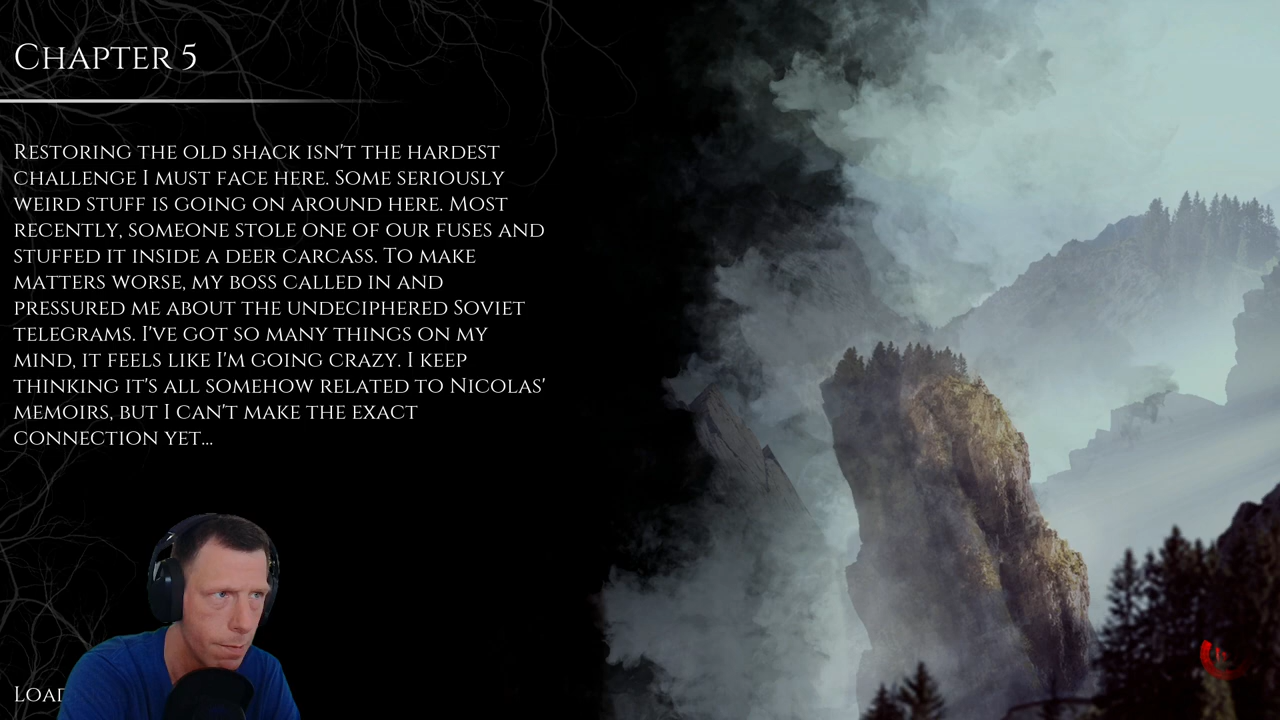 Chapter 5
Restoring the old shack isn't the hardest
challenge I must face here. Some seriously
weird stuff is going on around here. Most
recently, someone stole one of our fuses and
stuffed it inside a deer carcass. To make
matters worse, my boss called in and
pressured me about the undeciphered Soviet
telegrams. I've got so many things on my
mind, it feels like I'm going crazy. I keep
thinking it's all somehow related to Nicolas'
memoirs, but I can't make the exact
connection yet...